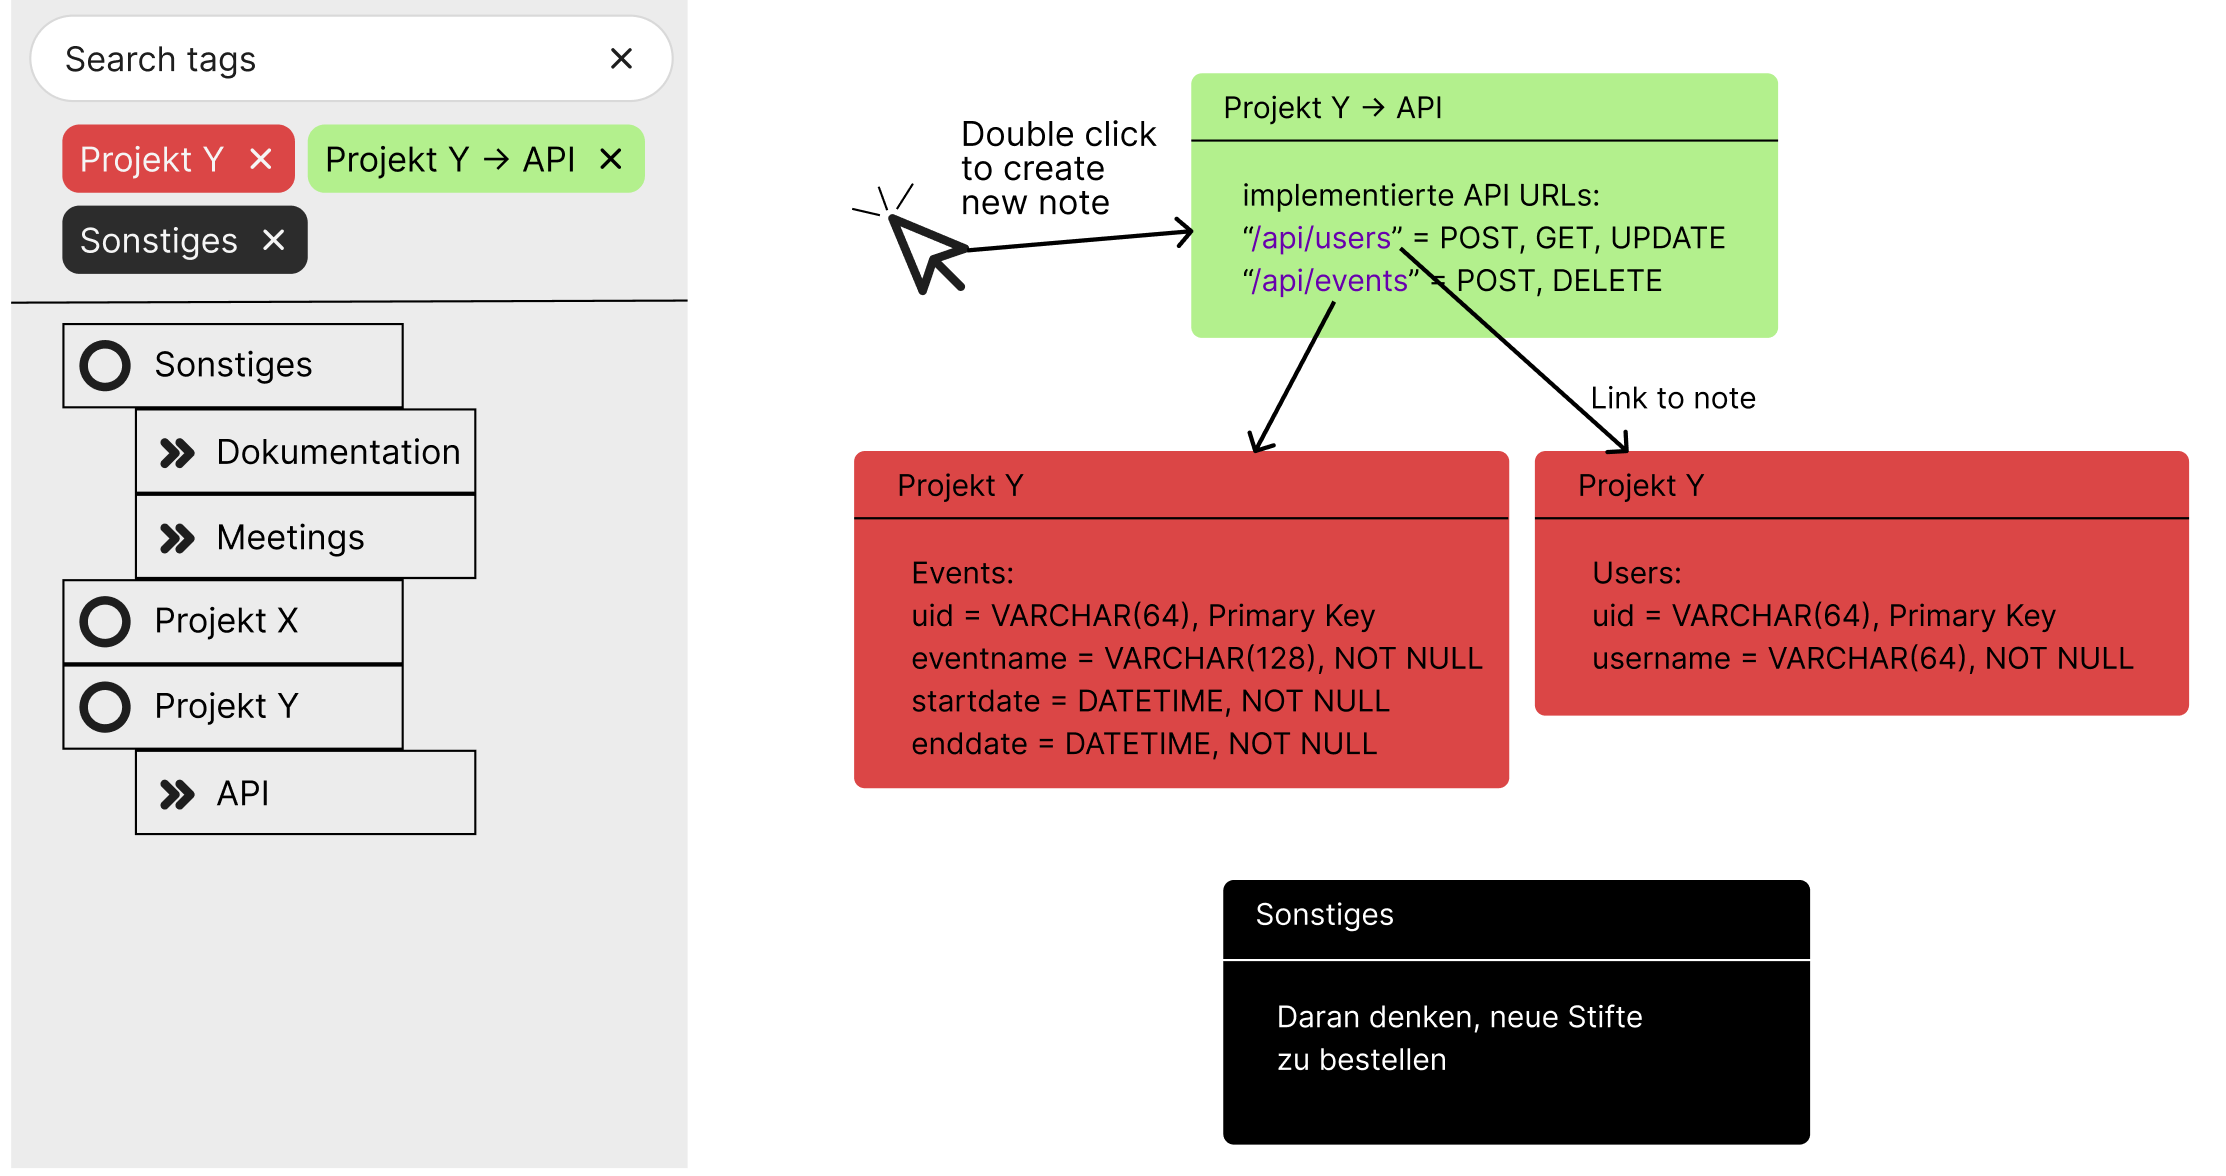 Search tags ×
Projekt Y × Projekt Y → API ×
Sonstiges ×
Sonstiges
Dokumentation
Meetings
Projekt X
Projekt Y
API
Double click
to create
new note
Projekt Y → API
implementierte API URLs:
“/api/users” = POST, GET, UPDATE
“/api/events” = POST, DELETE
Link to note
Projekt Y
Events:
uid = VARCHAR(64), Primary Key
eventname = VARCHAR(128), NOT NULL
startdate = DATETIME, NOT NULL
enddate = DATETIME, NOT NULL
Projekt Y
Users:
uid = VARCHAR(64), Primary Key
username = VARCHAR(64), NOT NULL
Sonstiges
Daran denken, neue Stifte
zu bestellen